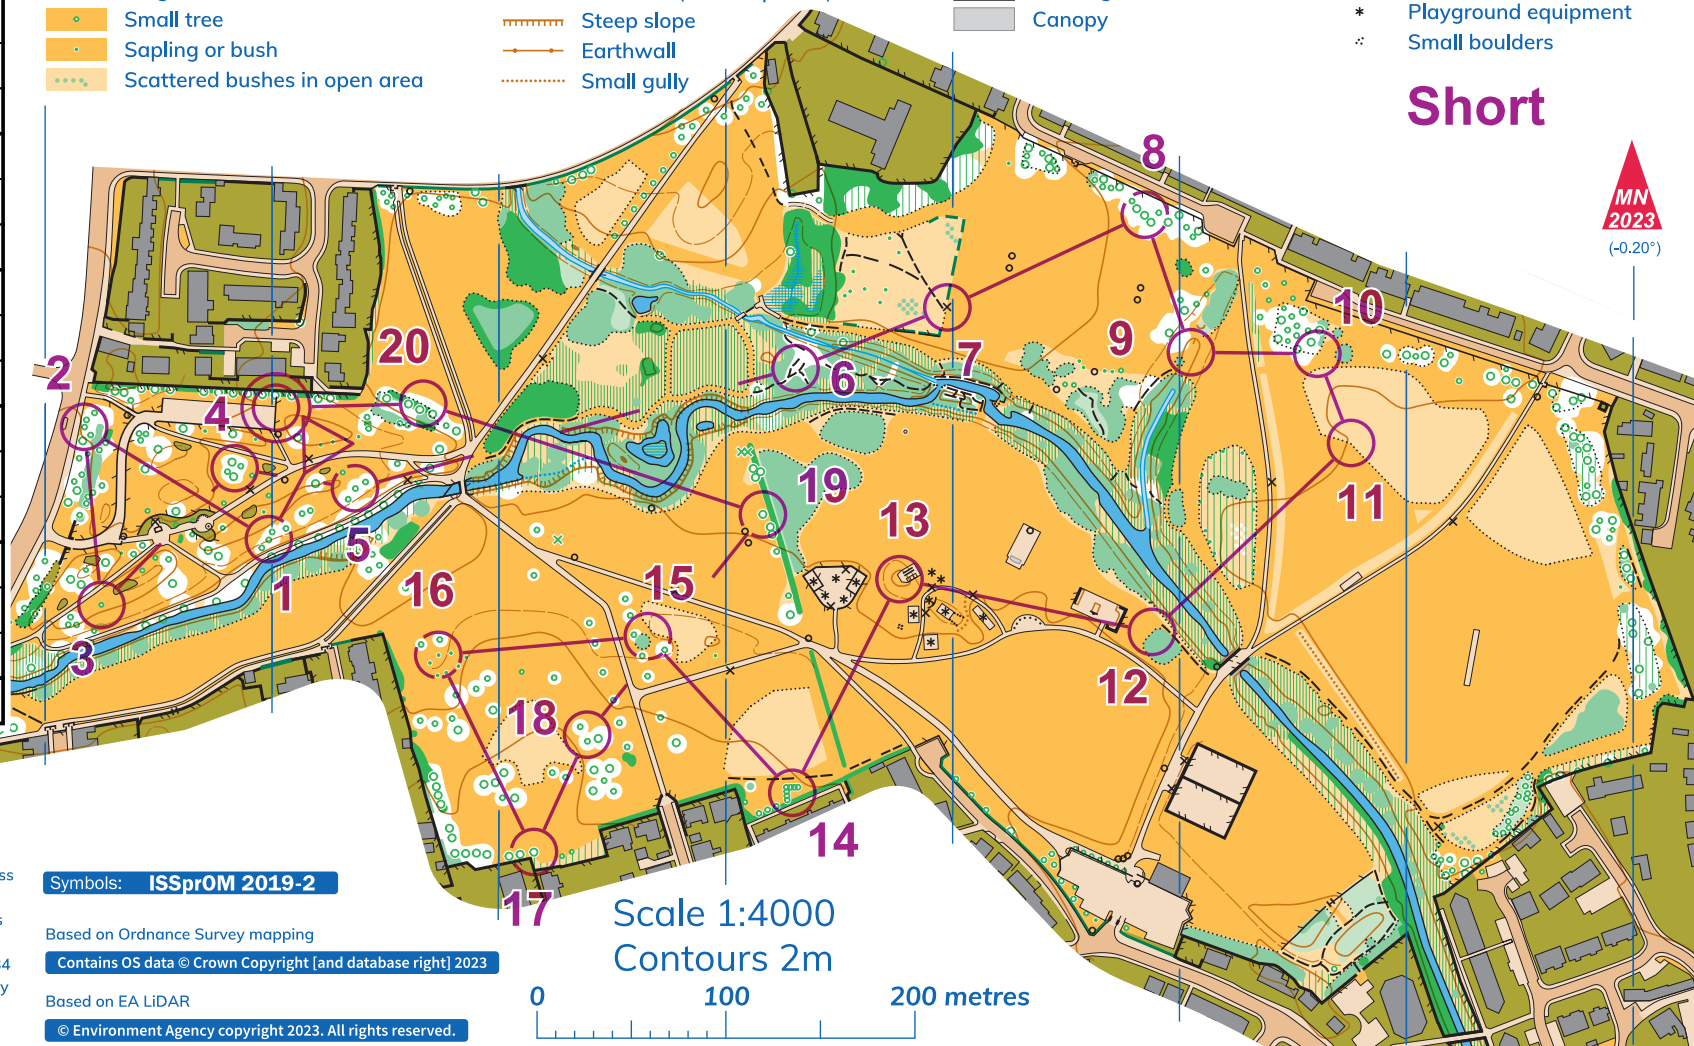 Small tree
Sapling or bush
Scattered bushes in open area
Steep slope
Earthwall
Small gully
Canopy
Playground equipment
Small boulders
Short
MN
2023
(-0.20°)
8
10
20
2
7
9
6
4
19
11
13
5
16
15
1
3
12
18
14
17
ss
s
Symbols: ISSprOM 2019-2
Based on Ordnance Survey mapping
Contains OS data © Crown Copyright [and database right] 2023
4
y
Based on EA LiDAR
© Environment Agency copyright 2023. All rights reserved.
Scale 1:4000
Contours 2m
0 100 200 metres